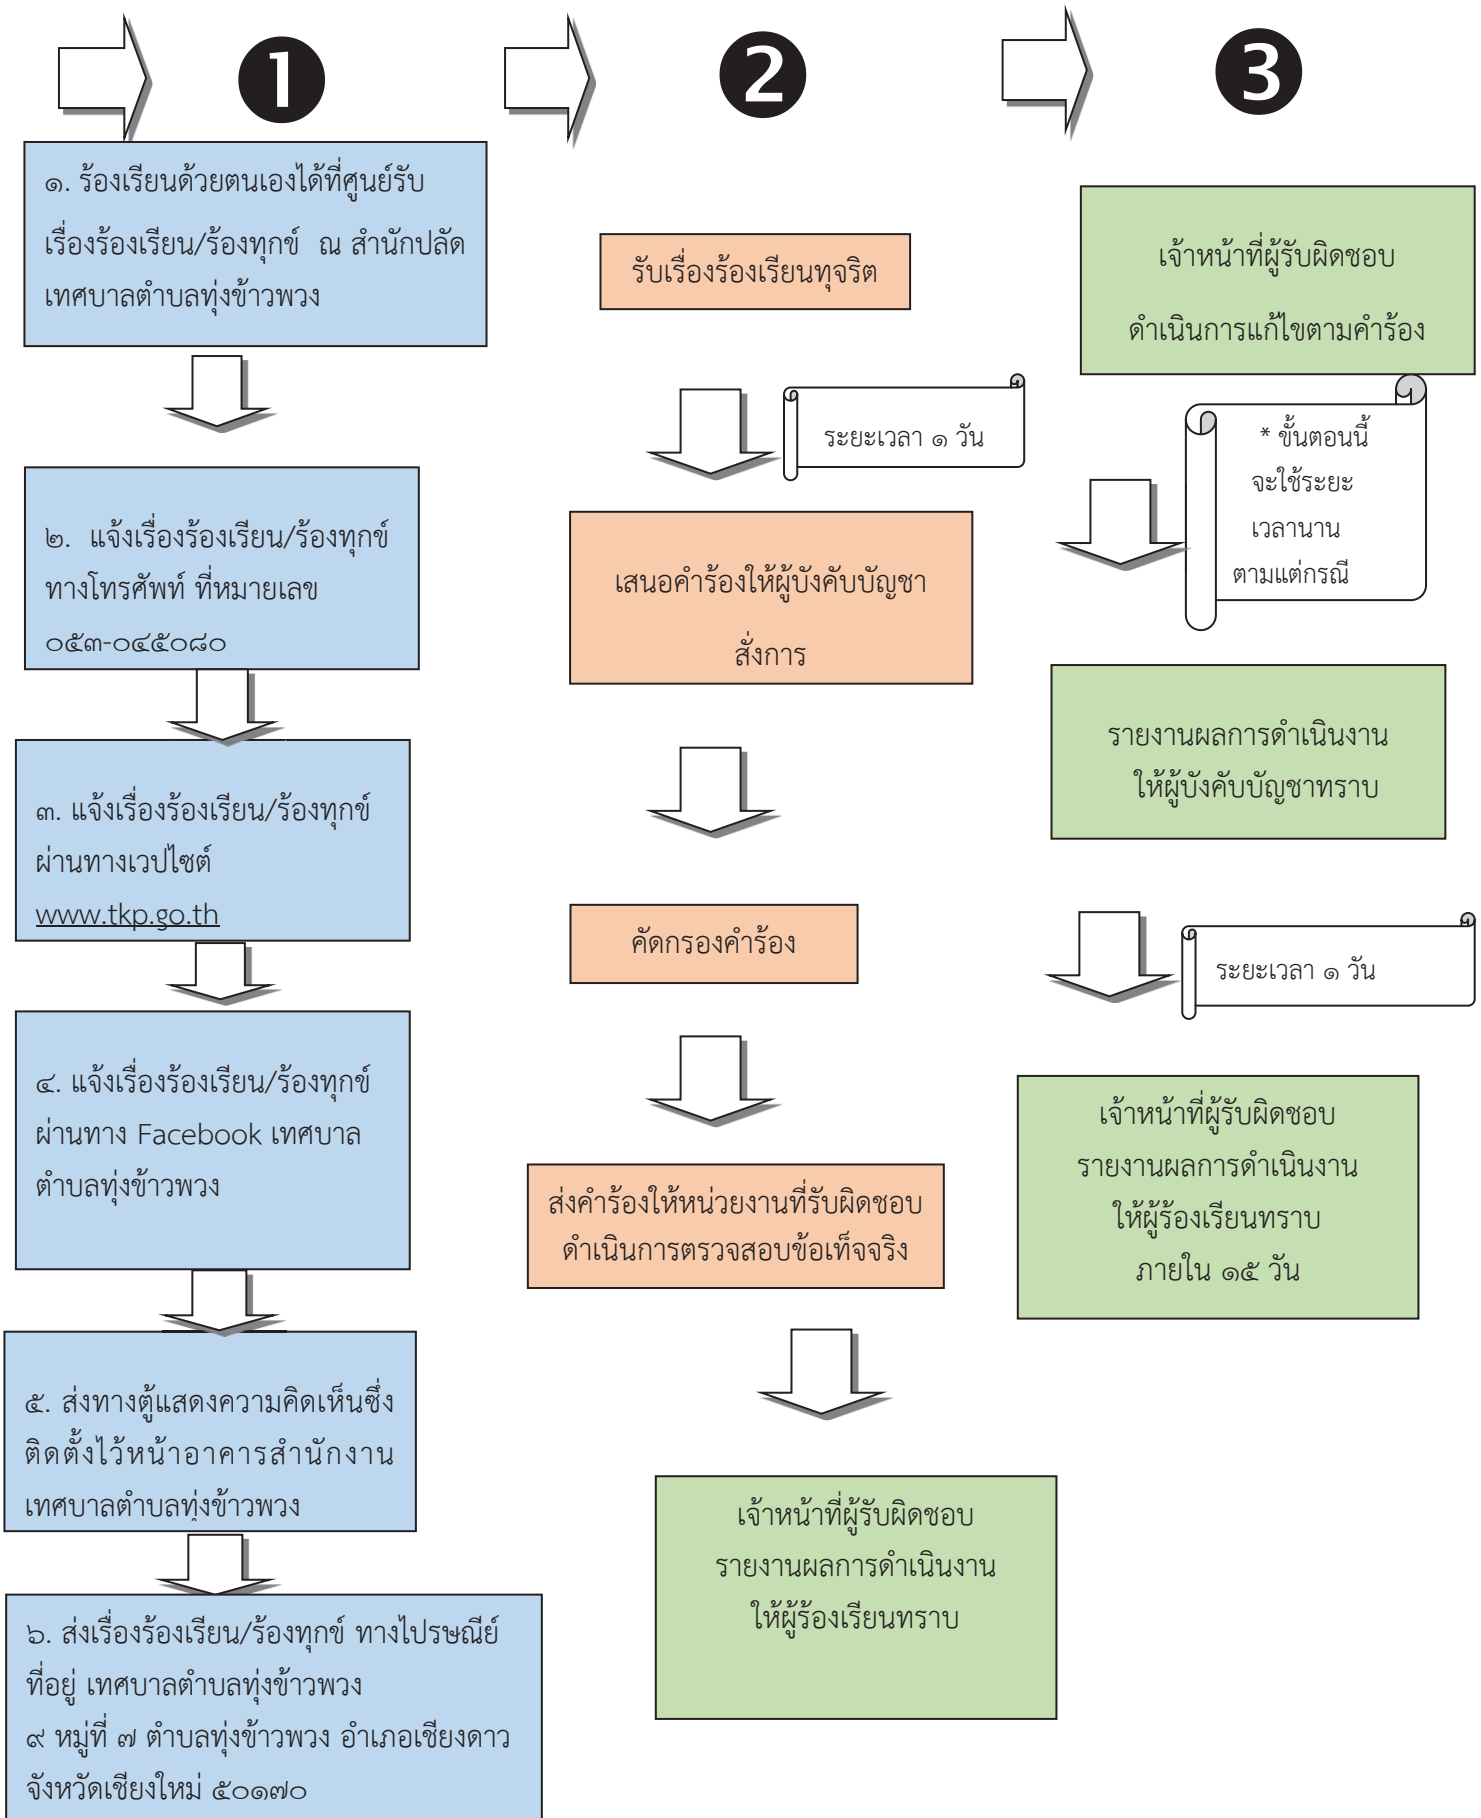 1
๑. ร้องเรียนด้วยตนเองได้ที่ศูนย์รับ
เรื่องร้องเรียน/ร้องทุกข์ ณ สำนักปลัด
เทศบาลตำบลทุ่งข้าวพวง
๒. แจ้งเรื่องร้องเรียน/ร้องทุกข์
ทางโทรศัพท์ ที่หมายเลข
๐๕๓-๐๔๕๐๘๐
๓. แจ้งเรื่องร้องเรียน/ร้องทุกข์
ผ่านทางเวปไซต์
www.tkp.go.th
๔. แจ้งเรื่องร้องเรียน/ร้องทุกข์
ผ่านทาง Facebook เทศบาล
ตำบลทุ่งข้าวพวง
๕. ส่งทางตู้แสดงความคิดเห็นซึ่ง
ติดตั้งไว้หน้าอาคารสำนักงาน
เทศบาลตำบลทุ่งข้าวพวง
๖. ส่งเรื่องร้องเรียน/ร้องทุกข์ ทางไปรษณีย์
ที่อยู่ เทศบาลตำบลทุ่งข้าวพวง
๙ หมู่ที่ ๗ ตำบลทุ่งข้าวพวง อำเภอเชียงดาว
จังหวัดเชียงใหม่ ๕๐๑๗๐
2
รับเรื่องร้องเรียนทุจริต
ระยะเวลา ๑ วัน
เสนอคำร้องให้ผู้บังคับบัญชา
สั่งการ
คัดกรองคำร้อง
ส่งคำร้องให้หน่วยงานที่รับผิดชอบ
ดำเนินการตรวจสอบข้อเท็จจริง
เจ้าหน้าที่ผู้รับผิดชอบ
รายงานผลการดำเนินงาน
ให้ผู้ร้องเรียนทราบ
3
เจ้าหน้าที่ผู้รับผิดชอบ
ดำเนินการแก้ไขตามคำร้อง
* ขั้นตอนนี้
จะใช้ระยะ
เวลานาน
ตามแต่กรณี
รายงานผลการดำเนินงาน
ให้ผู้บังคับบัญชาทราบ
ระยะเวลา ๑ วัน
เจ้าหน้าที่ผู้รับผิดชอบ
รายงานผลการดำเนินงาน
ให้ผู้ร้องเรียนทราบ
ภายใน ๑๕ วัน